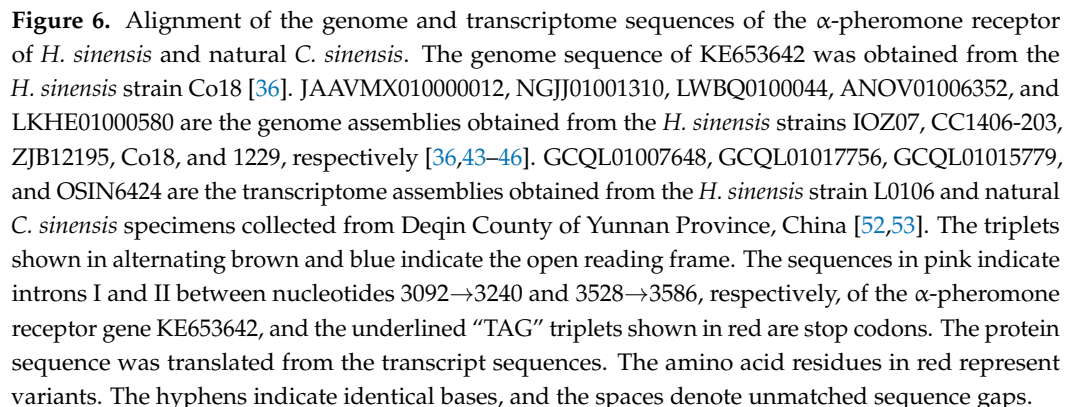 Figure 6. Alignment of the genome and transcriptome sequences of the α-pheromone receptor
of H. sinensis and natural C. sinensis. The genome sequence of KE653642 was obtained from the
H. sinensis strain Co18 [36]. JAAVMX010000012, NGJJ01001310, LWBQ0100044, ANOV01006352, and
LKHE01000580 are the genome assemblies obtained from the H. sinensis strains IOZ07, CC1406-203,
ZJB12195, Co18, and 1229, respectively [36,43–46]. GCQL01007648, GCQL01017756, GCQL01015779,
and OSIN6424 are the transcriptome assemblies obtained from the H. sinensis strain L0106 and natural
C. sinensis specimens collected from Deqin County of Yunnan Province, China [52,53]. The triplets
shown in alternating brown and blue indicate the open reading frame. The sequences in pink indicate
introns I and II between nucleotides 3092→3240 and 3528→3586, respectively, of the α-pheromone
receptor gene KE653642, and the underlined “TAG” triplets shown in red are stop codons. The protein
sequence was translated from the transcript sequences. The amino acid residues in red represent
variants. The hyphens indicate identical bases, and the spaces denote unmatched sequence gaps.